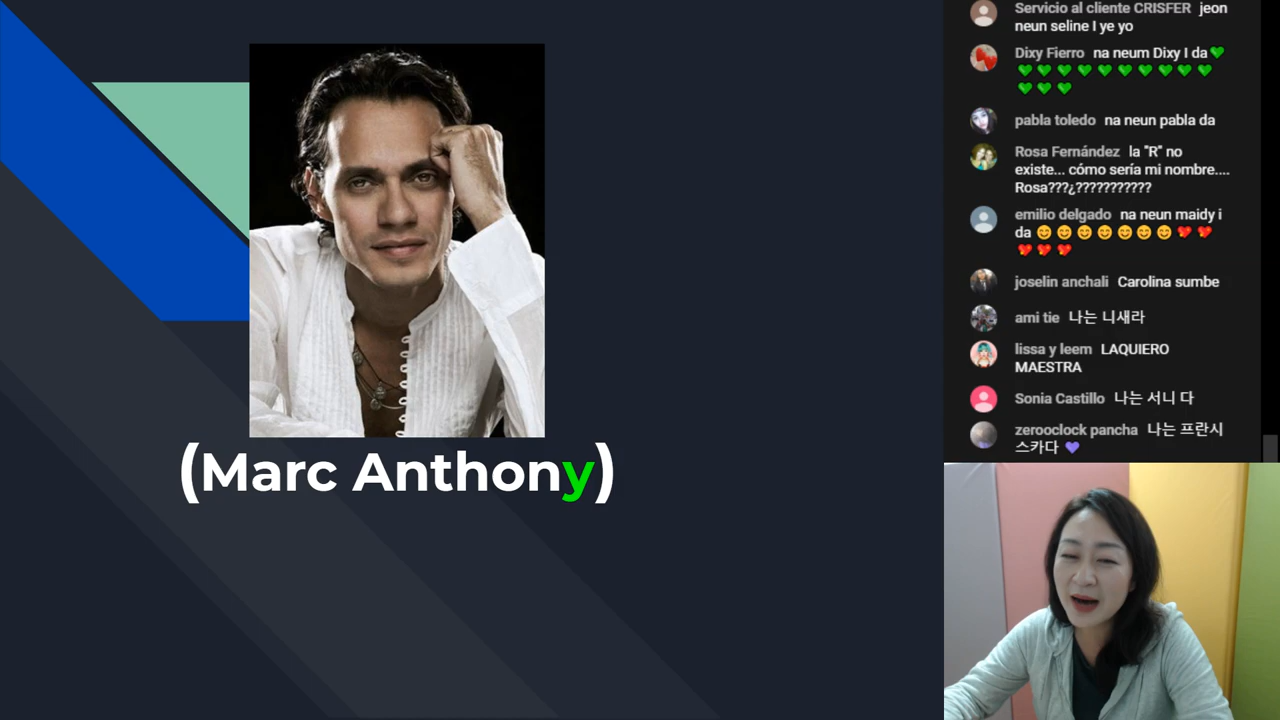 (Marc Anthony)
Servicio al cliente CRISFER jeon
neun seline I ye yo
Dixy Fierro na neum Dixy I da💚
💚💚💚💚💚💚💚💚💚💚
💚💚💚
pabla toledo na neun pabla da
Rosa Fernández la "R" no
existe... cómo sería mi nombre....
Rosa???¿???????????
emilio delgado na neun maidy i
da 😊😊😊😊😊😊😊💖💖
💖💖💖
joselin anchali Carolina sumbe
ami tie 나는 니새라
lissa y leem LAQUIERO
MAESTRA
Sonia Castillo 나는 서니 다
zerooclock pancha 나는 프란시
스카다 💜